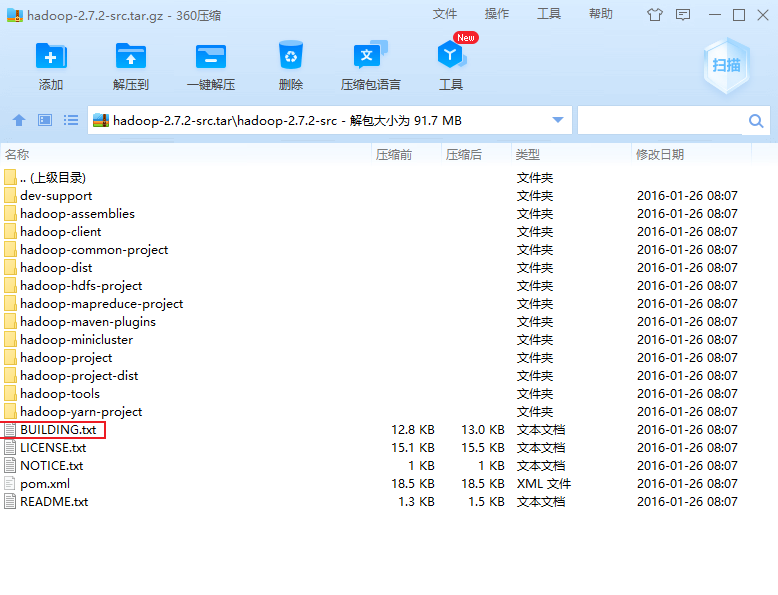 hadoop-2.7.2-src.tar.gz - 360压缩 文件 操作 工具 帮助
New
添加 解压到 一键解压 删除 压缩包语言 工具 扫描
hadoop-2.7.2-src.tar\hadoop-2.7.2-src - 解包大小为 91.7 MB
名称 压缩前 压缩后 类型 修改日期
.. (上级目录) 文件夹
dev-support 文件夹 2016-01-26 08:07
hadoop-assemblies 文件夹 2016-01-26 08:07
hadoop-client 文件夹 2016-01-26 08:07
hadoop-common-project 文件夹 2016-01-26 08:07
hadoop-dist 文件夹 2016-01-26 08:07
hadoop-hdfs-project 文件夹 2016-01-26 08:07
hadoop-mapreduce-project 文件夹 2016-01-26 08:07
hadoop-maven-plugins 文件夹 2016-01-26 08:07
hadoop-minicluster 文件夹 2016-01-26 08:07
hadoop-project 文件夹 2016-01-26 08:07
hadoop-project-dist 文件夹 2016-01-26 08:07
hadoop-tools 文件夹 2016-01-26 08:07
hadoop-yarn-project 文件夹 2016-01-26 08:07
BUILDING.txt 12.8 KB 13.0 KB 文本文档 2016-01-26 08:07
LICENSE.txt 15.1 KB 15.5 KB 文本文档 2016-01-26 08:07
NOTICE.txt 1 KB 1 KB 文本文档 2016-01-26 08:07
pom.xml 18.5 KB 18.5 KB XML 文件 2016-01-26 08:07
README.txt 1.3 KB 1.5 KB 文本文档 2016-01-26 08:07